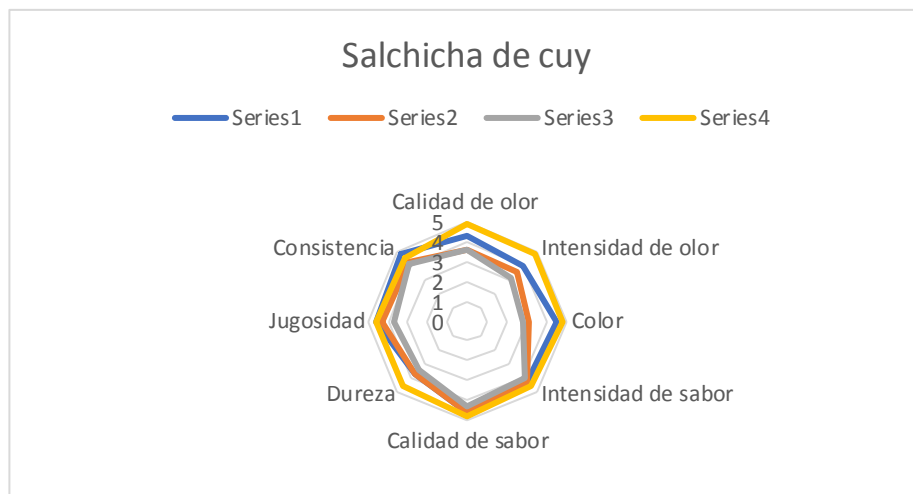 Salchicha de cuy
Series1 Series2 Series3 Series4
Calidad de olor
5
Consistencia 4 Intensidad de olor
3
2
1
Jugosidad 0 Color
Dureza Intensidad de sabor
Calidad de sabor